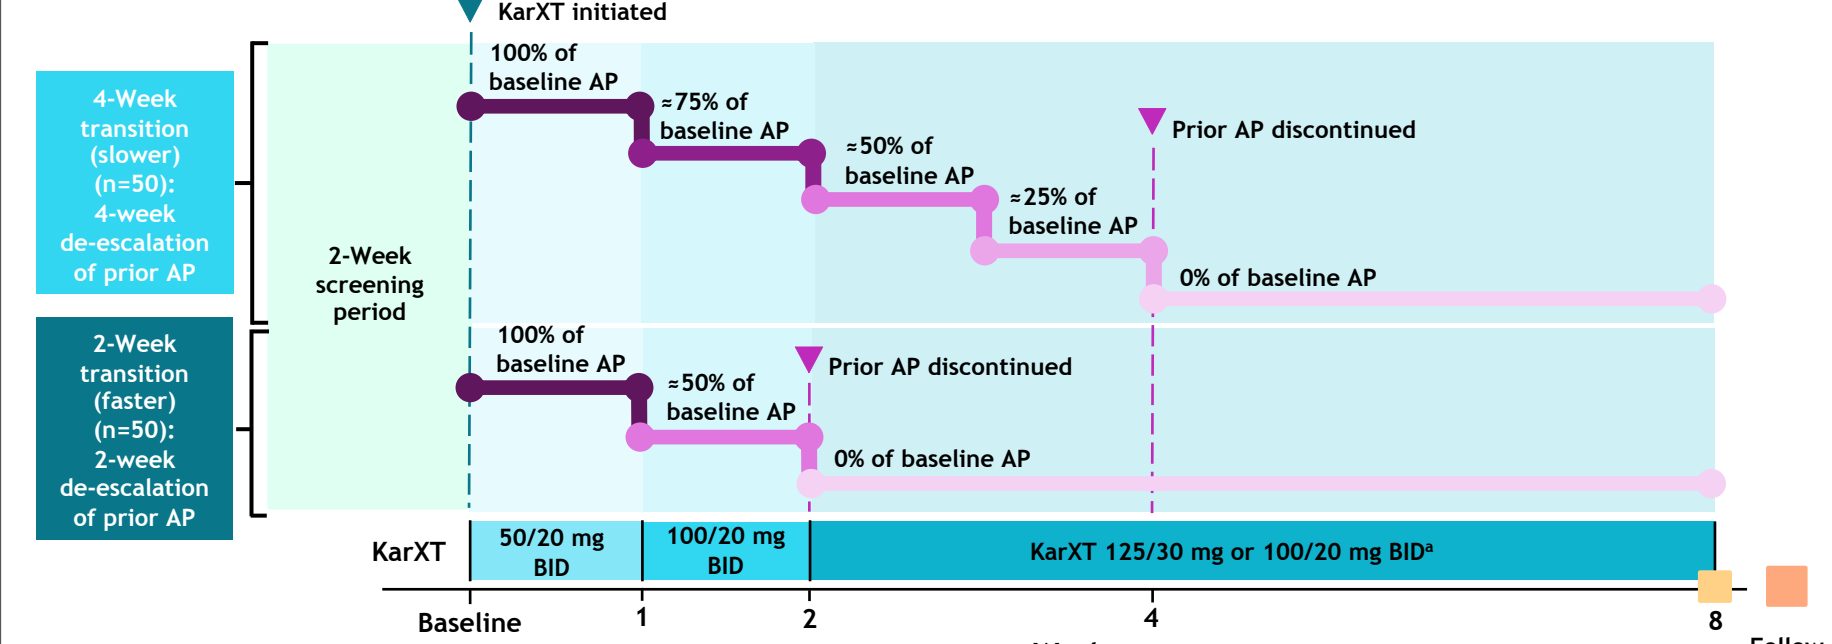 KarXT initiated
4-Week
transition
(slower)
(n=50):
4-week
de-escalation
of prior AP
2-Week
transition
(faster)
(n=50):
2-week
de-escalation
of prior AP
2-Week
screening
period
100% of
baseline AP
≈75% of
baseline AP
≈50% of
baseline AP
≈25% of
baseline AP
Prior AP discontinued
0% of baseline AP
100% of
baseline AP
≈50% of
baseline AP
Prior AP discontinued
0% of baseline AP
KarXT
50/20 mg
BID
100/20 mg
BID
KarXT 125/30 mg or 100/20 mg BIDᵃ
Baseline
1
2
4
8